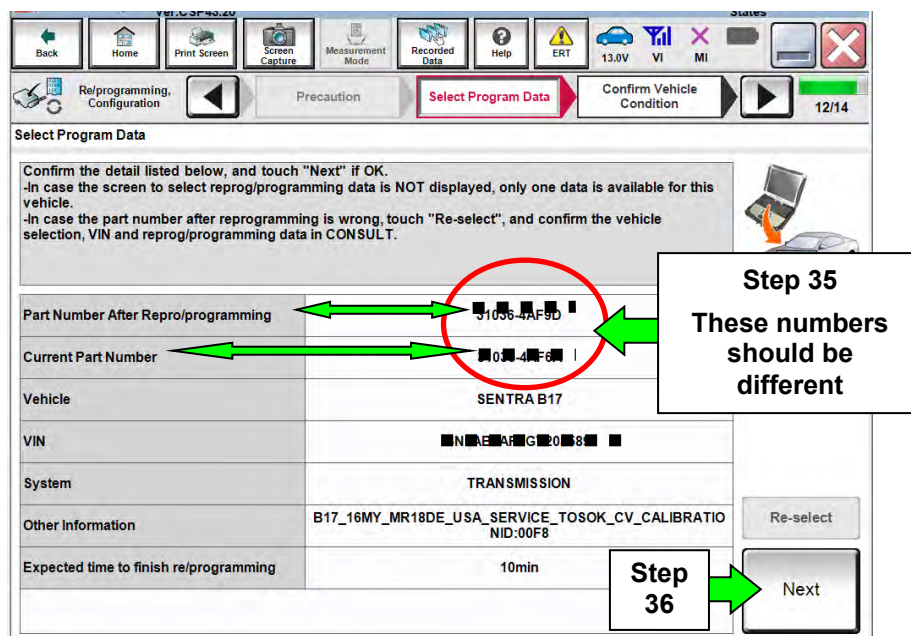 Ver.CSP43.20
States
Back
Home
Print Screen
Screen
Capture
Measurement
Mode
Recorded
Data
Help
ERT
13.0V
VI
MI
Re/programming,
Configuration
Precaution
Select Program Data
Confirm Vehicle
Condition
12/14
Select Program Data
Confirm the detail listed below, and touch "Next" if OK.
-In case the screen to select reprog/programming data is NOT displayed, only one data is available for this
vehicle.
-In case the part number after reprogramming is wrong, touch "Re-select", and confirm the vehicle
selection, VIN and reprog/programming data in CONSULT.
Step 35
These numbers
should be
different
Part Number After Repro/programming
Current Part Number
Vehicle
SENTRA B17
VIN
System
TRANSMISSION
Other Information
B17_16MY_MR18DE_USA_SERVICE_TOSOK_CV_CALIBRATIO
NID:00F8
Re-select
Expected time to finish re/programming
10min
Step
36
Next